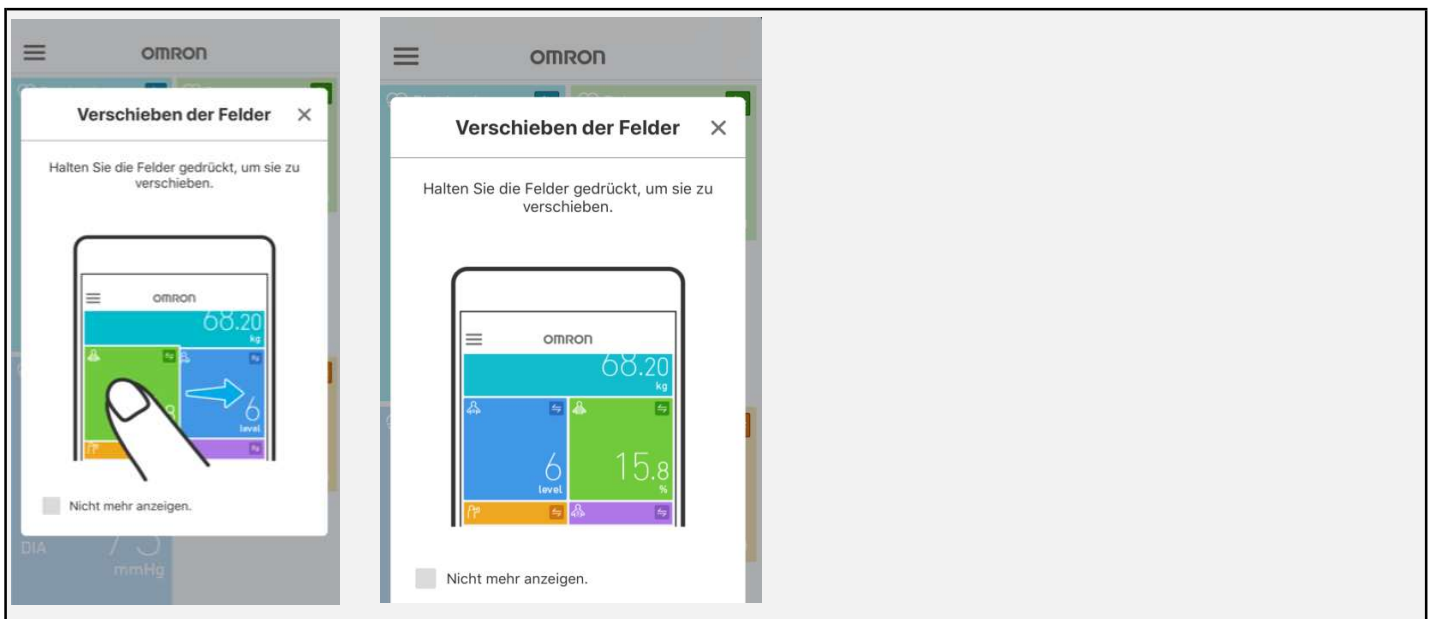 OMRON
Verschieben der Felder
Halten Sie die Felder gedrückt, um sie zu
verschieben.
OMRON
68.20
kg
8
6
level
Nicht mehr anzeigen.
DIA
mmHg
OMRON
Verschieben der Felder
Halten Sie die Felder gedrückt, um sie zu
verschieben.
OMRON
68.20
kg
6
level
15.8
%
Nicht mehr anzeigen.